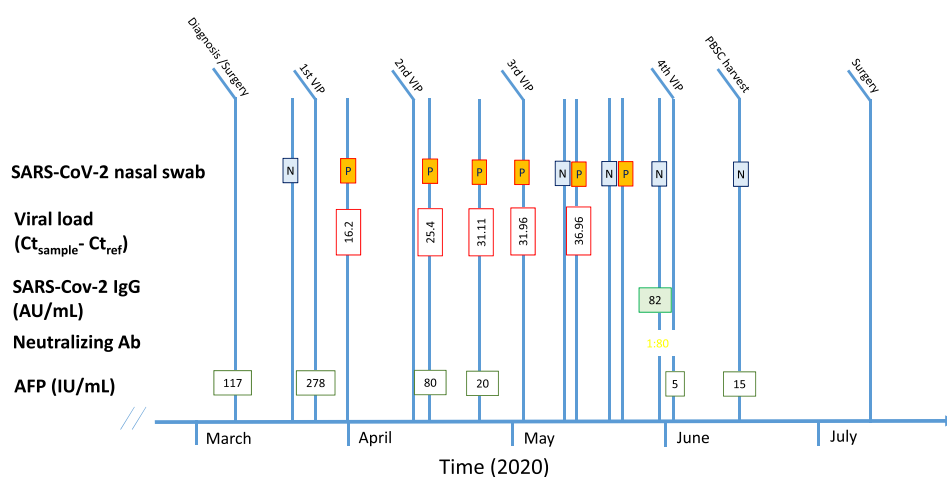 Diagnosis /Surgery
1st VIP
2nd VIP
3rd VIP
4th VIP
PBSC harvest
Surgery
SARS-CoV-2 nasal swab
N P P P P N P N P N N
Viral load
(Ctsample- Ctref)
16.2 25.4 31.11 31.96 36.96
SARS-Cov-2 IgG
(AU/mL)
82
Neutralizing Ab
1:80
AFP (IU/mL)
117 278 80 20 5 15
March April May June July
Time (2020)